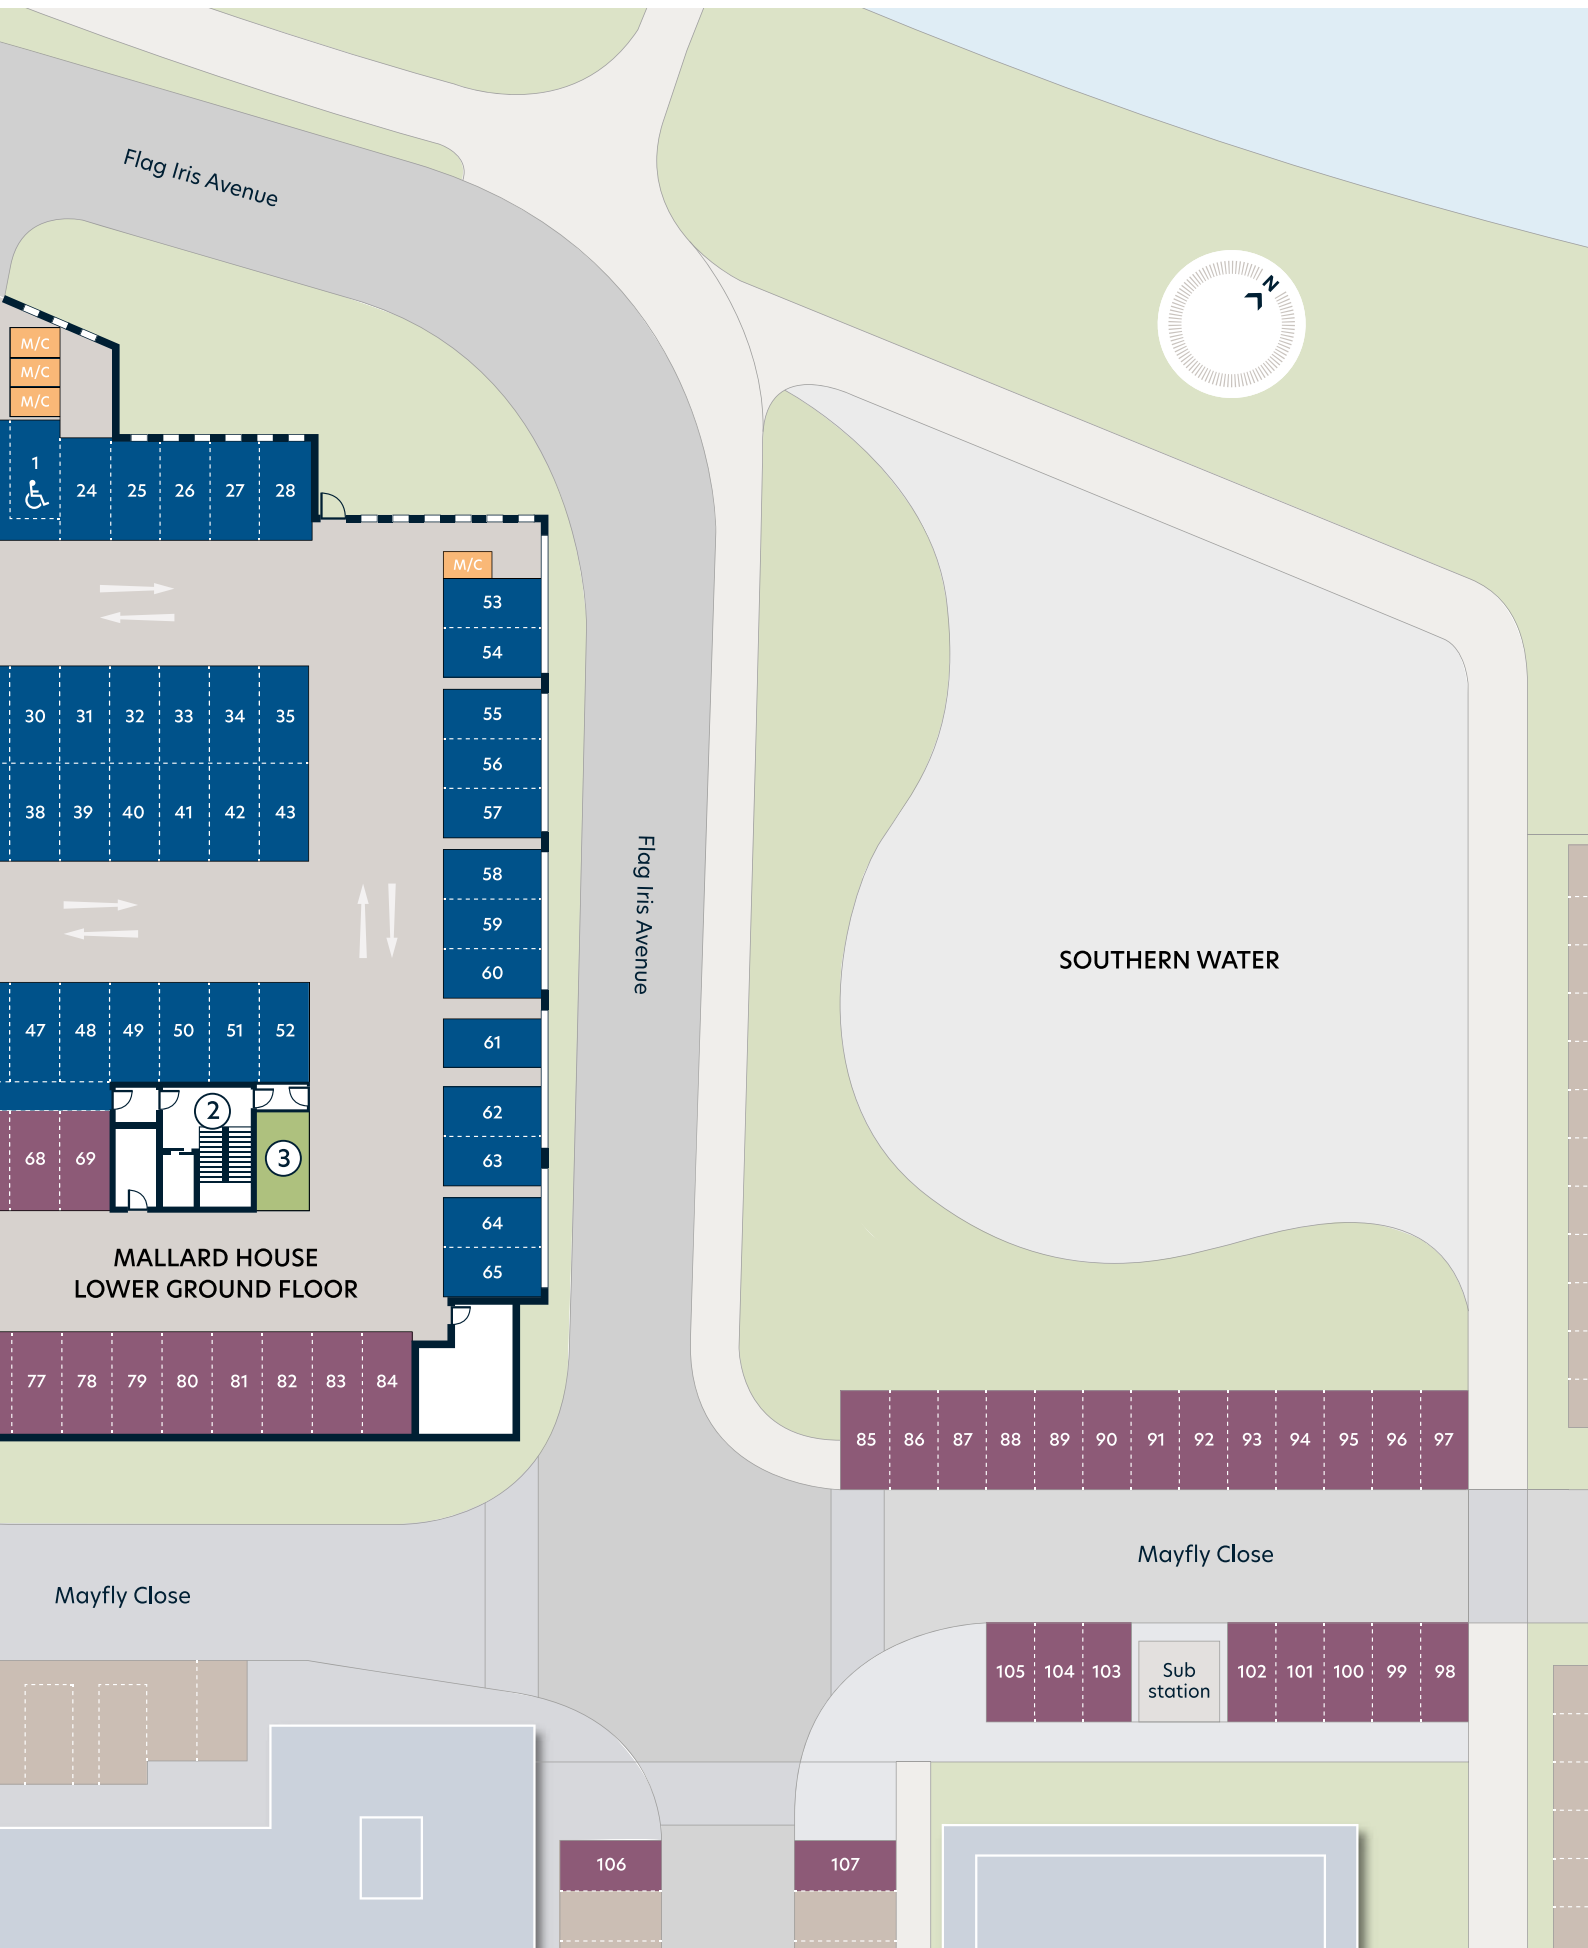 Flag Iris Avenue
N
M/C
M/C
M/C
1
24 25 26 27 28
M/C
53
54
30 31 32 33 34 35
55
56
38 39 40 41 42 43
57
Flag Iris Avenue
58
59
60
SOUTHERN WATER
47 48 49 50 51 52
61
2
62
68 69
3
63
64
MALLARD HOUSE
LOWER GROUND FLOOR
65
77 78 79 80 81 82 83 84
85 86 87 88 89 90 91 92 93 94 95 96 97
Mayfly Close
Mayfly Close
105 104 103
Sub
station
102 101 100 99 98
106
107